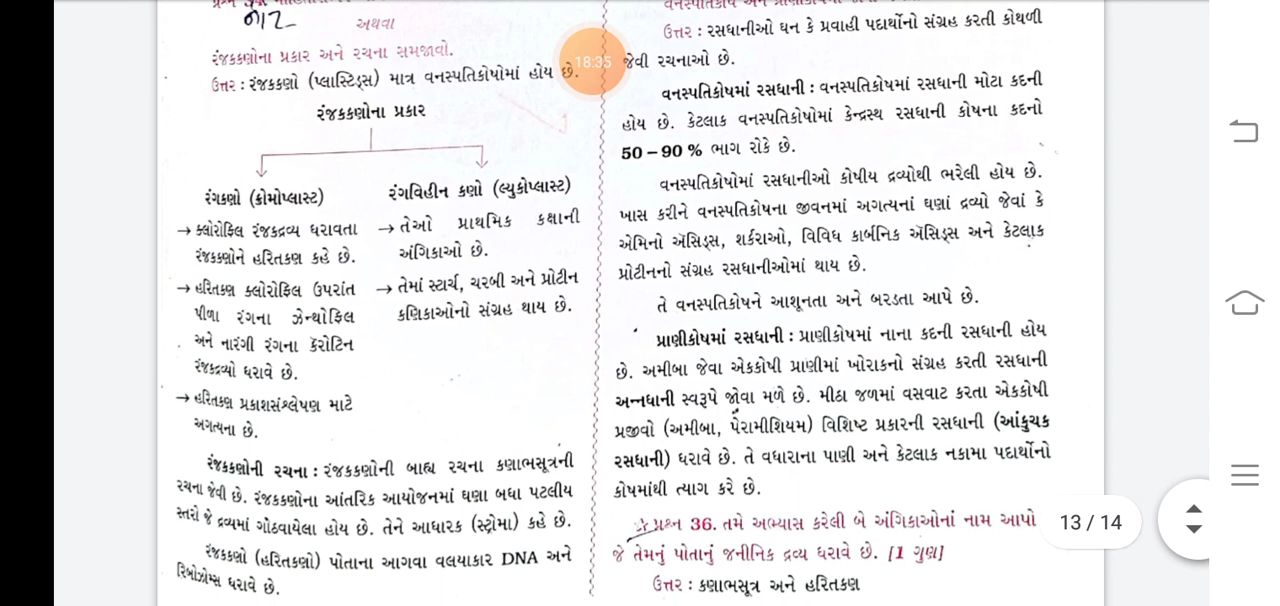 અથવા
રંજકકણોના પ્રકાર અને રચના સમજાવો.
ઉત્તર : રંજકકણો (પ્લાસ્ટિડ્સ) માત્ર વનસ્પતિકોષોમાં હોય છે.
રંજકકણોના પ્રકાર
રંગકણો (ક્રોમોપ્લાસ્ટ)
→ ક્લોરોફિલ રંજકદ્રવ્ય ધરાવતા
રંજકકણોને હરિતકણ કહે છે.
→ હરિતકણ ક્લોરોફિલ ઉપરાંત
પીળા રંગના ઝેન્થોફિલ
અને નારંગી રંગના કેરોટિન
રંજકદ્રવ્યો ધરાવે છે.
→ હરિતકણ પ્રકાશસંશ્લેષણ માટે
અગત્યના છે.
રંગવિહીન કણો (લ્યુકોપ્લાસ્ટ)
→ તેઓ પ્રાથમિક કક્ષાની
અંગિકાઓ છે.
→ તેમાં સ્ટાર્ચ, ચરબી અને પ્રોટીન
કણિકાઓનો સંગ્રહ થાય છે.
રંજકકણોની રચના : રંજકકણોની બાહ્ય રચના કણાભસૂત્રની
રચના જેવી છે. રંજકકણોના આંતરિક આયોજનમાં ઘણા બધા પટલીય
સ્તરો જે દ્રવ્યમાં ગોઠવાયેલા હોય છે. તેને આધારક (સ્ટ્રોમા) કહે છે.
રંજકકણો (હરિતકણો) પોતાના આગવા વલયાકાર DNA અને
રિબોઝોમ્સ ધરાવે છે.
ઉત્તર : રસધાનીઓ ઘન કે પ્રવાહી પદાર્થોનો સંગ્રહ કરતી કોથળી
જેવી રચનાઓ છે.
વનસ્પતિકોષમાં રસધાની : વનસ્પતિકોષમાં રસધાની મોટા કદની
હોય છે. કેટલાક વનસ્પતિકોષોમાં કેન્દ્રસ્થ રસધાની કોષના કદનો
50 – 90 % ભાગ રોકે છે.
વનસ્પતિકોષોમાં રસધાનીઓ કોષીય દ્રવ્યોથી ભરેલી હોય છે.
ખાસ કરીને વનસ્પતિકોષના જીવનમાં અગત્યનાં ઘણાં દ્રવ્યો જેવાં કે
એમિનો ઍસિડ્સ, શર્કરાઓ, વિવિધ કાર્બનિક ઍસિડ્સ અને કેટલાક
પ્રોટીનનો સંગ્રહ રસધાનીઓમાં થાય છે.
તે વનસ્પતિકોષને આશૂનતા અને બરડતા આપે છે.
પ્રાણીકોષમાં રસધાની : પ્રાણીકોષમાં નાના કદની રસધાની હોય
છે. અમીબા જેવા એકકોષી પ્રાણીમાં ખોરાકનો સંગ્રહ કરતી રસધાની
અન્નધાની સ્વરૂપે જોવા મળે છે. મીઠા જળમાં વસવાટ કરતા એકકોષી
પ્રજીવો (અમીબા, પૅરામીશિયમ) વિશિષ્ટ પ્રકારની રસધાની (આંકુચક
રસધાની) ધરાવે છે. તે વધારાના પાણી અને કેટલાક નકામા પદાર્થોનો
કોષમાંથી ત્યાગ કરે છે.
પ્રશ્ન 36. તમે અભ્યાસ કરેલી બે અંગિકાઓનાં નામ આપો
જે તેમનું પોતાનું જનીનિક દ્રવ્ય ધરાવે છે. [1 ગુણ]
ઉત્તર : કણાભસૂત્ર અને હરિતકણ
18:35
13 / 14